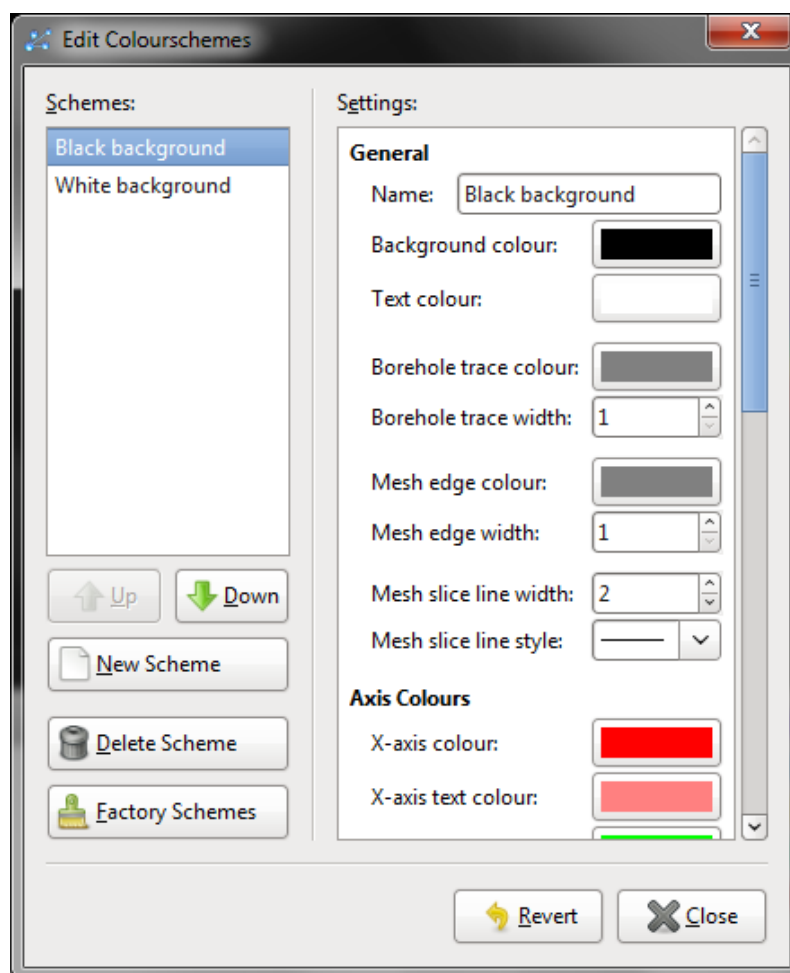 Edit Colourschemes
Schemes:
Black background
White background
Up
Down
New Scheme
Delete Scheme
Factory Schemes
Settings:
General
Name: Black background
Background colour:
Text colour:
Borehole trace colour:
Borehole trace width: 1
Mesh edge colour:
Mesh edge width: 1
Mesh slice line width: 2
Mesh slice line style:
Axis Colours
X-axis colour:
X-axis text colour:
Revert
Close